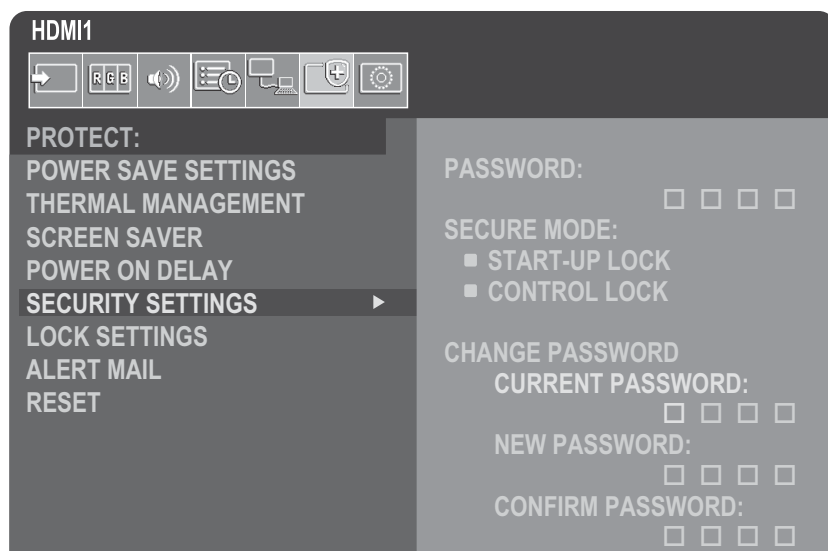 HDMI1
RGB
PROTECT:
POWER SAVE SETTINGS
THERMAL MANAGEMENT
SCREEN SAVER
POWER ON DELAY
SECURITY SETTINGS
LOCK SETTINGS
ALERT MAIL
RESET
PASSWORD:
SECURE MODE:
START-UP LOCK
CONTROL LOCK
CHANGE PASSWORD
CURRENT PASSWORD:
NEW PASSWORD:
CONFIRM PASSWORD: